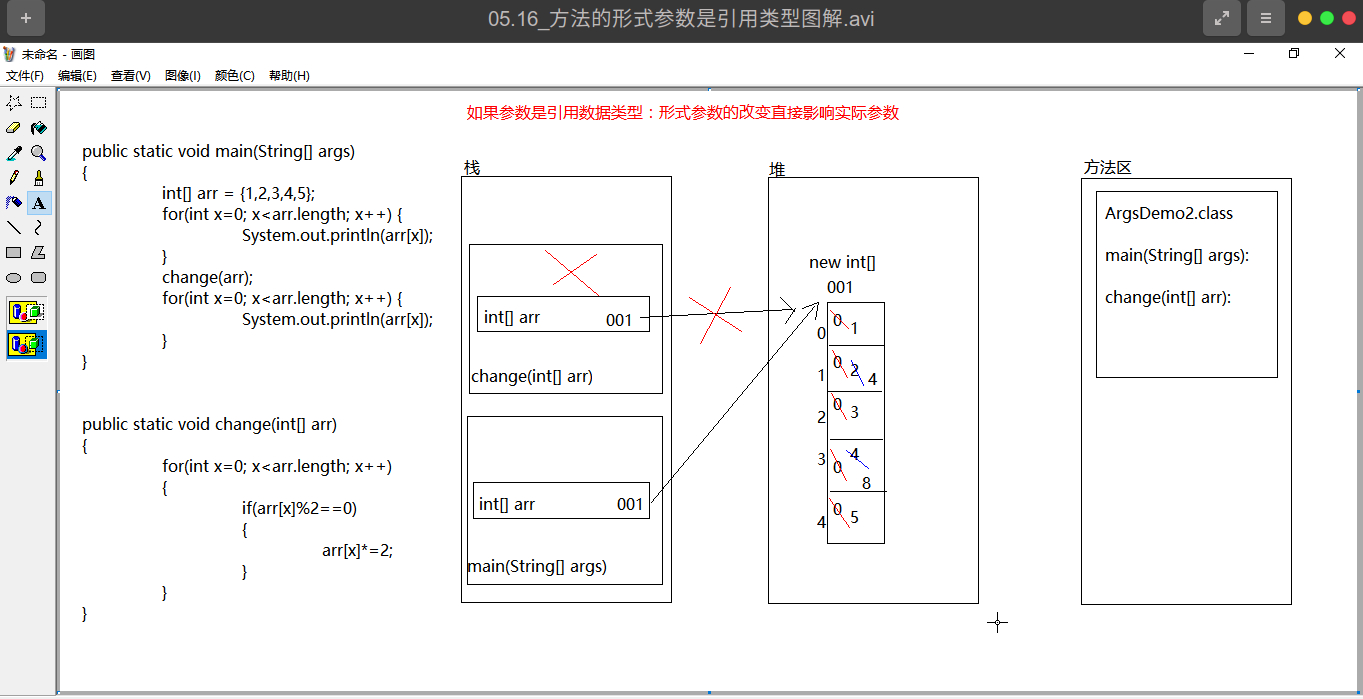 05.16_方法的形式参数是引用类型图解.avi
未命名 - 画图
文件(F) 编辑(E) 查看(V) 图像(I) 颜色(C) 帮助(H)
如果参数是引用数据类型：形式参数的改变直接影响实际参数
public static void main(String[] args)
{
int[] arr = {1,2,3,4,5};
for(int x=0; x<arr.length; x++) {
System.out.println(arr[x]);
}
change(arr);
for(int x=0; x<arr.length; x++) {
System.out.println(arr[x]);
}
}
public static void change(int[] arr)
{
for(int x=0; x<arr.length; x++)
{
if(arr[x]%2==0)
{
arr[x]*=2;
}
}
}
栈
int[] arr 001
change(int[] arr)
int[] arr 001
main(String[] args)
堆
new int[]
001
0 0 1
1 0 2 4
2 0 3
3 0 4 8
4 0 5
方法区
ArgsDemo2.class
main(String[] args):
change(int[] arr):
A